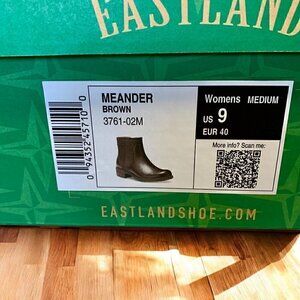 EASTLAND
MEANDER
BROWN
3761-02M
Womens MEDIUM
US 9
EUR 40
More info? Scan me:
0 94352 45710 0
EASTLANDSHOE.COM